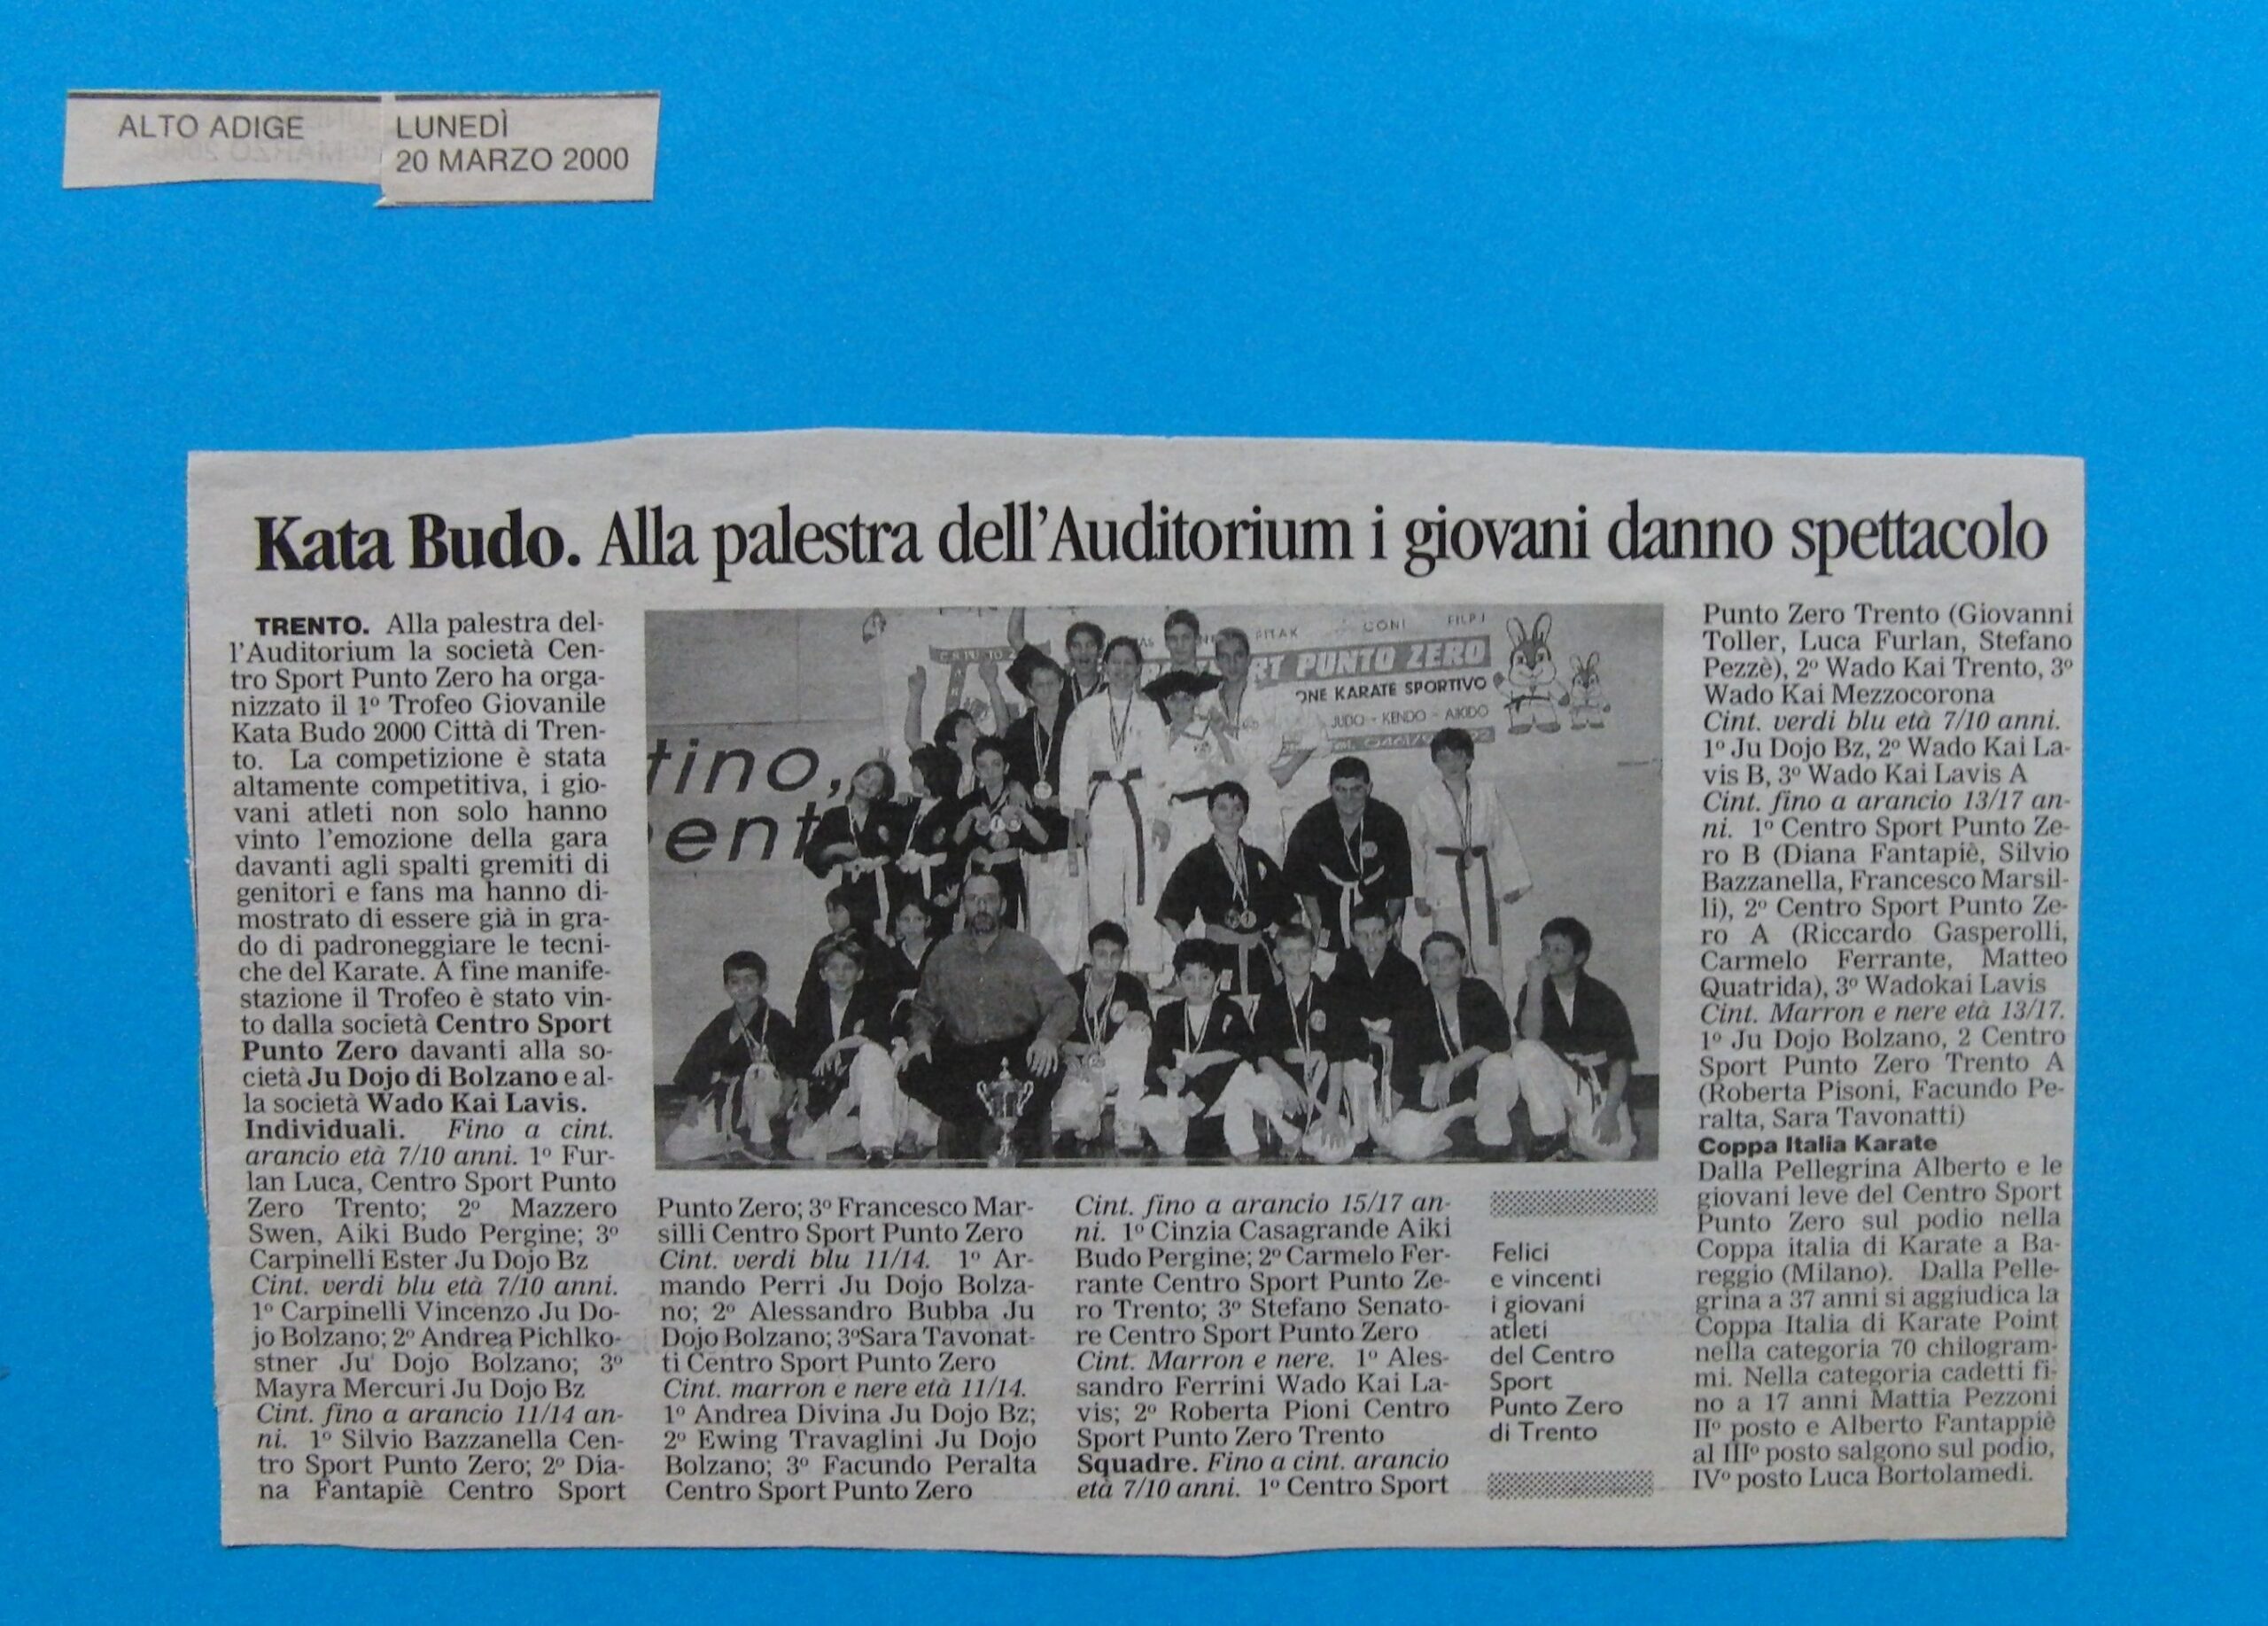 ALTO ADIGE
LUNEDÌ
20 MARZO 2000
Kata Budo. Alla palestra dell'Auditorium i giovani danno spettacolo
TRENTO. Alla palestra del-
l'Auditorium la società Cen-
tro Sport Punto Zero ha orga-
nizzato il 1º Trofeo Giovanile
Kata Budo 2000 Città di Tren-
to. La competizione è stata
altamente competitiva, i gio-
vani atleti non solo hanno
vinto l'emozione della gara
davanti agli spalti gremiti di
genitori e fans ma hanno di-
mostrato di essere già in gra-
do di padroneggiare le tecni-
che del Karate. A fine manife-
stazione il Trofeo è stato vin-
to dalla società Centro Sport
Punto Zero davanti alla so-
cietà Ju Dojo di Bolzano e al-
la società Wado Kai Lavis.
Individuali. Fino a cint.
arancio età 7/10 anni. 1º Fur-
lan Luca, Centro Sport Punto
Zero Trento; 2º Mazzero
Swen, Aiki Budo Pergine; 3º
Carpinelli Ester Ju Dojo Bz
Cint. verdi blu età 7/10 anni.
1º Carpinelli Vincenzo Ju Do-
jo Bolzano; 2º Andrea Pichlko-
stner Ju Dojo Bolzano; 3º
Mayra Mercuri Ju Dojo Bz
Cint. fino a arancio 11/14 an-
ni. 1º Silvio Bazzanella Cen-
tro Sport Punto Zero; 2º Dia-
na Fantapiè Centro Sport
tino,
ent
PITAK CONI FILPJ
RT PUNTO ZERO
ONE KARATE SPORTIVO
JUDO - KENDO - AIKIDO
Punto Zero; 3º Francesco Mar-
silli Centro Sport Punto Zero
Cint. verdi blu 11/14. 1º Ar-
mando Perri Ju Dojo Bolza-
no; 2º Alessandro Bubba Ju
Dojo Bolzano; 3ºSara Tavonat-
ti Centro Sport Punto Zero
Cint. marron e nere età 11/14.
1º Andrea Divina Ju Dojo Bz;
2º Ewing Travaglini Ju Dojo
Bolzano; 3º Facundo Peralta
Centro Sport Punto Zero
Cint. fino a arancio 15/17 an-
ni. 1º Cinzia Casagrande Aiki
Budo Pergine; 2º Carmelo Fer-
rante Centro Sport Punto Ze-
ro Trento; 3º Stefano Senato-
re Centro Sport Punto Zero
Cint. Marron e nere. 1º Ales-
sandro Ferrini Wado Kai La-
vis; 2º Roberta Pioni Centro
Sport Punto Zero Trento
Squadre. Fino a cint. arancio
età 7/10 anni. 1º Centro Sport
Felici
e vincenti
i giovani
atleti
del Centro
Sport
Punto Zero
di Trento
Punto Zero Trento (Giovanni
Toller, Luca Furlan, Stefano
Pezzè), 2º Wado Kai Trento, 3º
Wado Kai Mezzocorona
Cint. verdi blu età 7/10 anni.
1º Ju Dojo Bz, 2º Wado Kai La-
vis B, 3º Wado Kai Lavis A
Cint. fino a arancio 13/17 an-
ni. 1º Centro Sport Punto Ze-
ro B (Diana Fantapiè, Silvio
Bazzanella, Francesco Marsil-
li), 2º Centro Sport Punto Ze-
ro A (Riccardo Gasperolli,
Carmelo Ferrante, Matteo
Quatrida), 3º Wadokai Lavis
Cint. Marron e nere età 13/17.
1º Ju Dojo Bolzano, 2 Centro
Sport Punto Zero Trento A
(Roberta Pisoni, Facundo Pe-
ralta, Sara Tavonatti)
Coppa Italia Karate
Dalla Pellegrina Alberto e le
giovani leve del Centro Sport
Punto Zero sul podio nella
Coppa italia di Karate a Ba-
reggio (Milano). Dalla Pelle-
grina a 37 anni si aggiudica la
Coppa Italia di Karate Point
nella categoria 70 chilogram-
mi. Nella categoria cadetti fi-
no a 17 anni Mattia Pezzoni
IIº posto e Alberto Fantappiè
al IIIº posto salgono sul podio,
IVº posto Luca Bortolamedi.